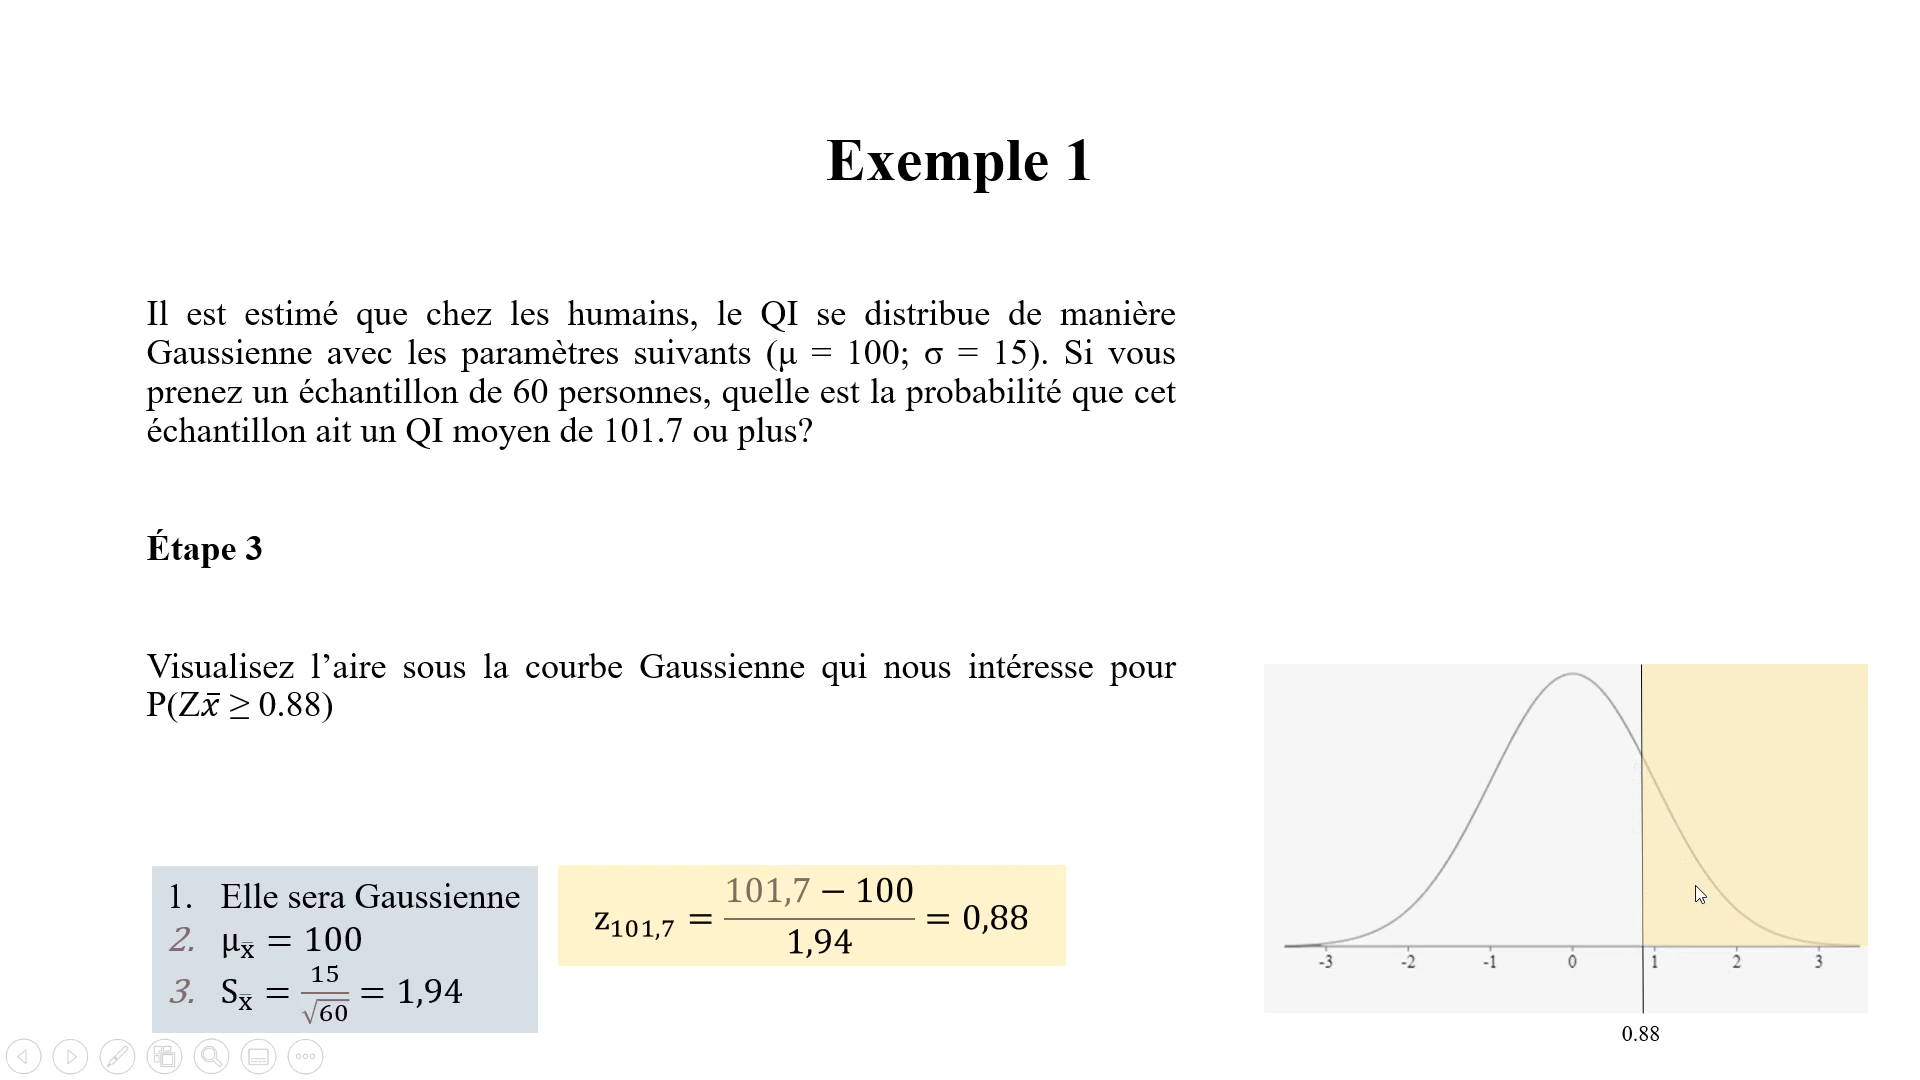 Exemple 1
Il est estimé que chez les humains, le QI se distribue de manière
Gaussienne avec les paramètres suivants (μ = 100; σ = 15). Si vous
prenez un échantillon de 60 personnes, quelle est la probabilité que cet
échantillon ait un QI moyen de 101.7 ou plus?
Étape 3
Visualisez l’aire sous la courbe Gaussienne qui nous intéresse pour
P(Zx̄ ≥ 0.88)
1. Elle sera Gaussienne
2. μx̄ = 100
3. Sx̄ = 15/√60 = 1,94
z101,7 = (101,7 − 100)/1,94 = 0,88
-3 -2 -1 0 1 2 3
0.88